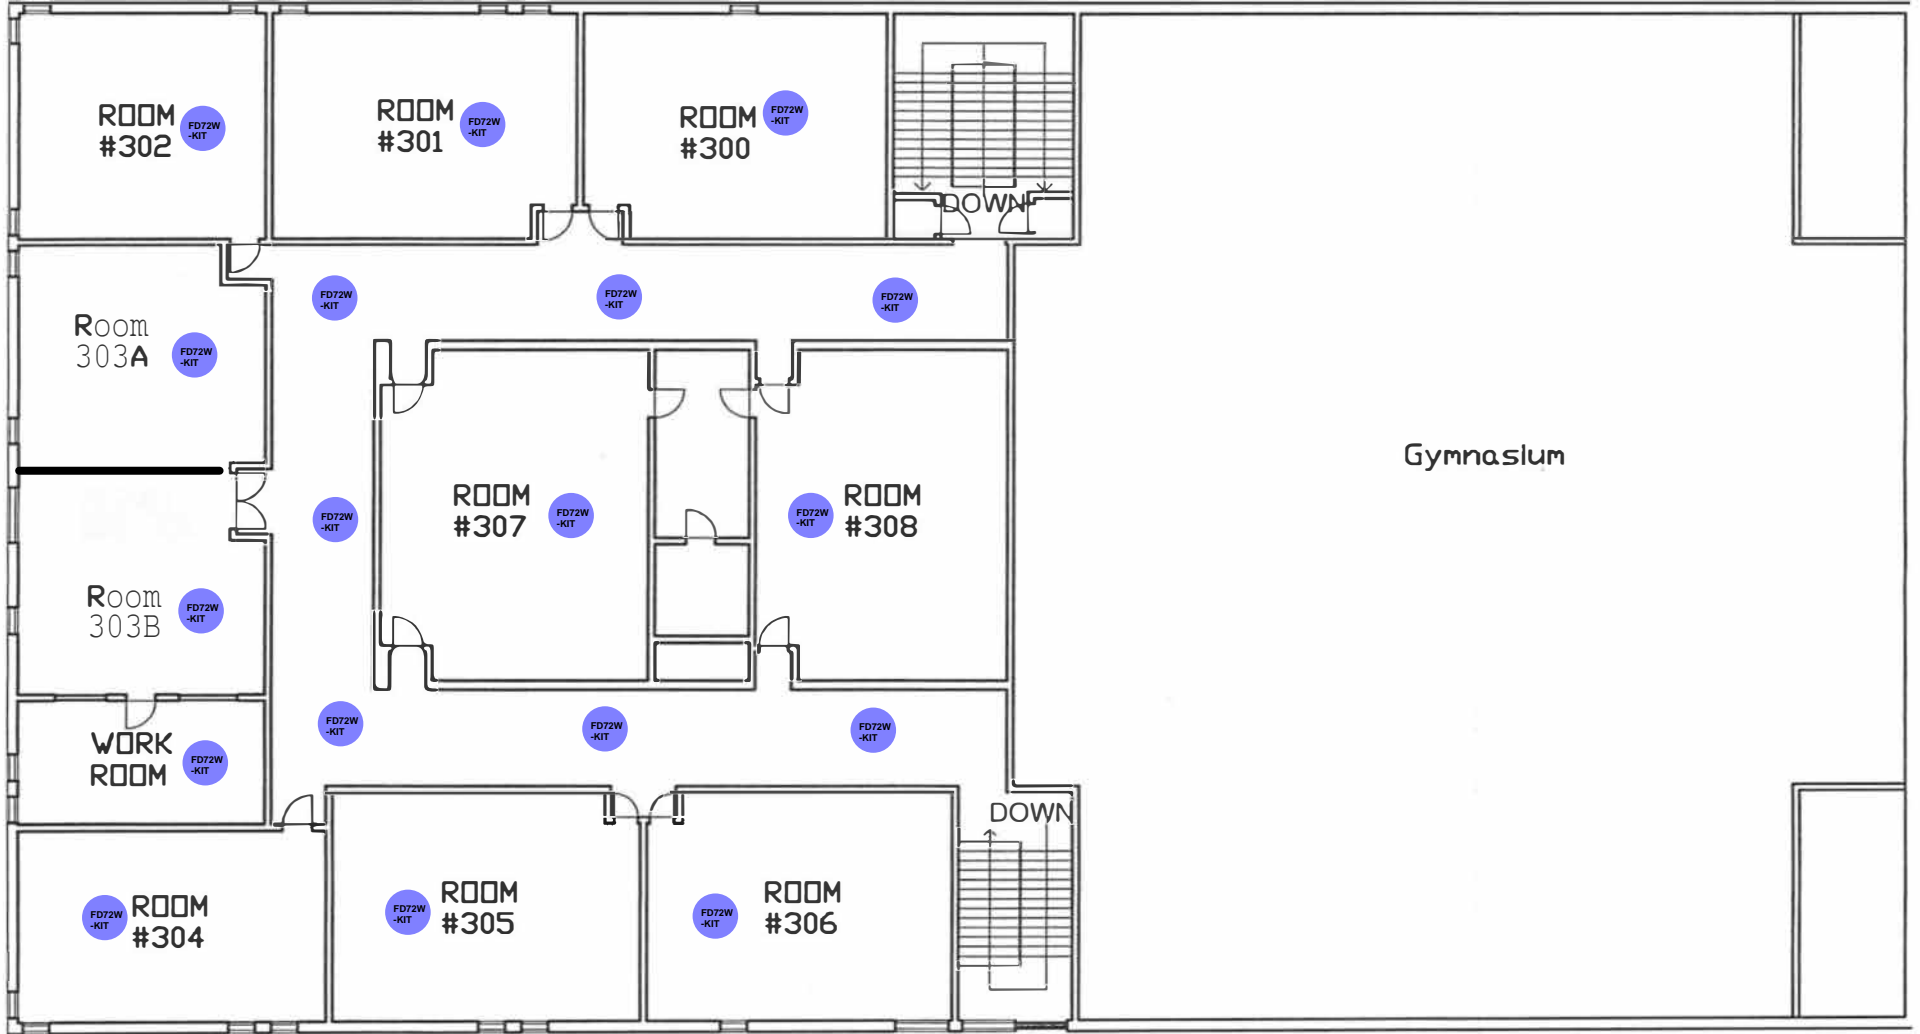 ROOM
#302
FD72W
-KIT
ROOM
#301
FD72W
-KIT
ROOM
#300
FD72W
-KIT
DOWN
FD72W
-KIT
FD72W
-KIT
FD72W
-KIT
Room
303A
FD72W
-KIT
Gymnasium
FD72W
-KIT
ROOM
#307
FD72W
-KIT
FD72W
-KIT
ROOM
#308
Room
303B
FD72W
-KIT
FD72W
-KIT
FD72W
-KIT
FD72W
-KIT
WORK
ROOM
FD72W
-KIT
DOWN
FD72W
-KIT
ROOM
#304
FD72W
-KIT
ROOM
#305
FD72W
-KIT
ROOM
#306